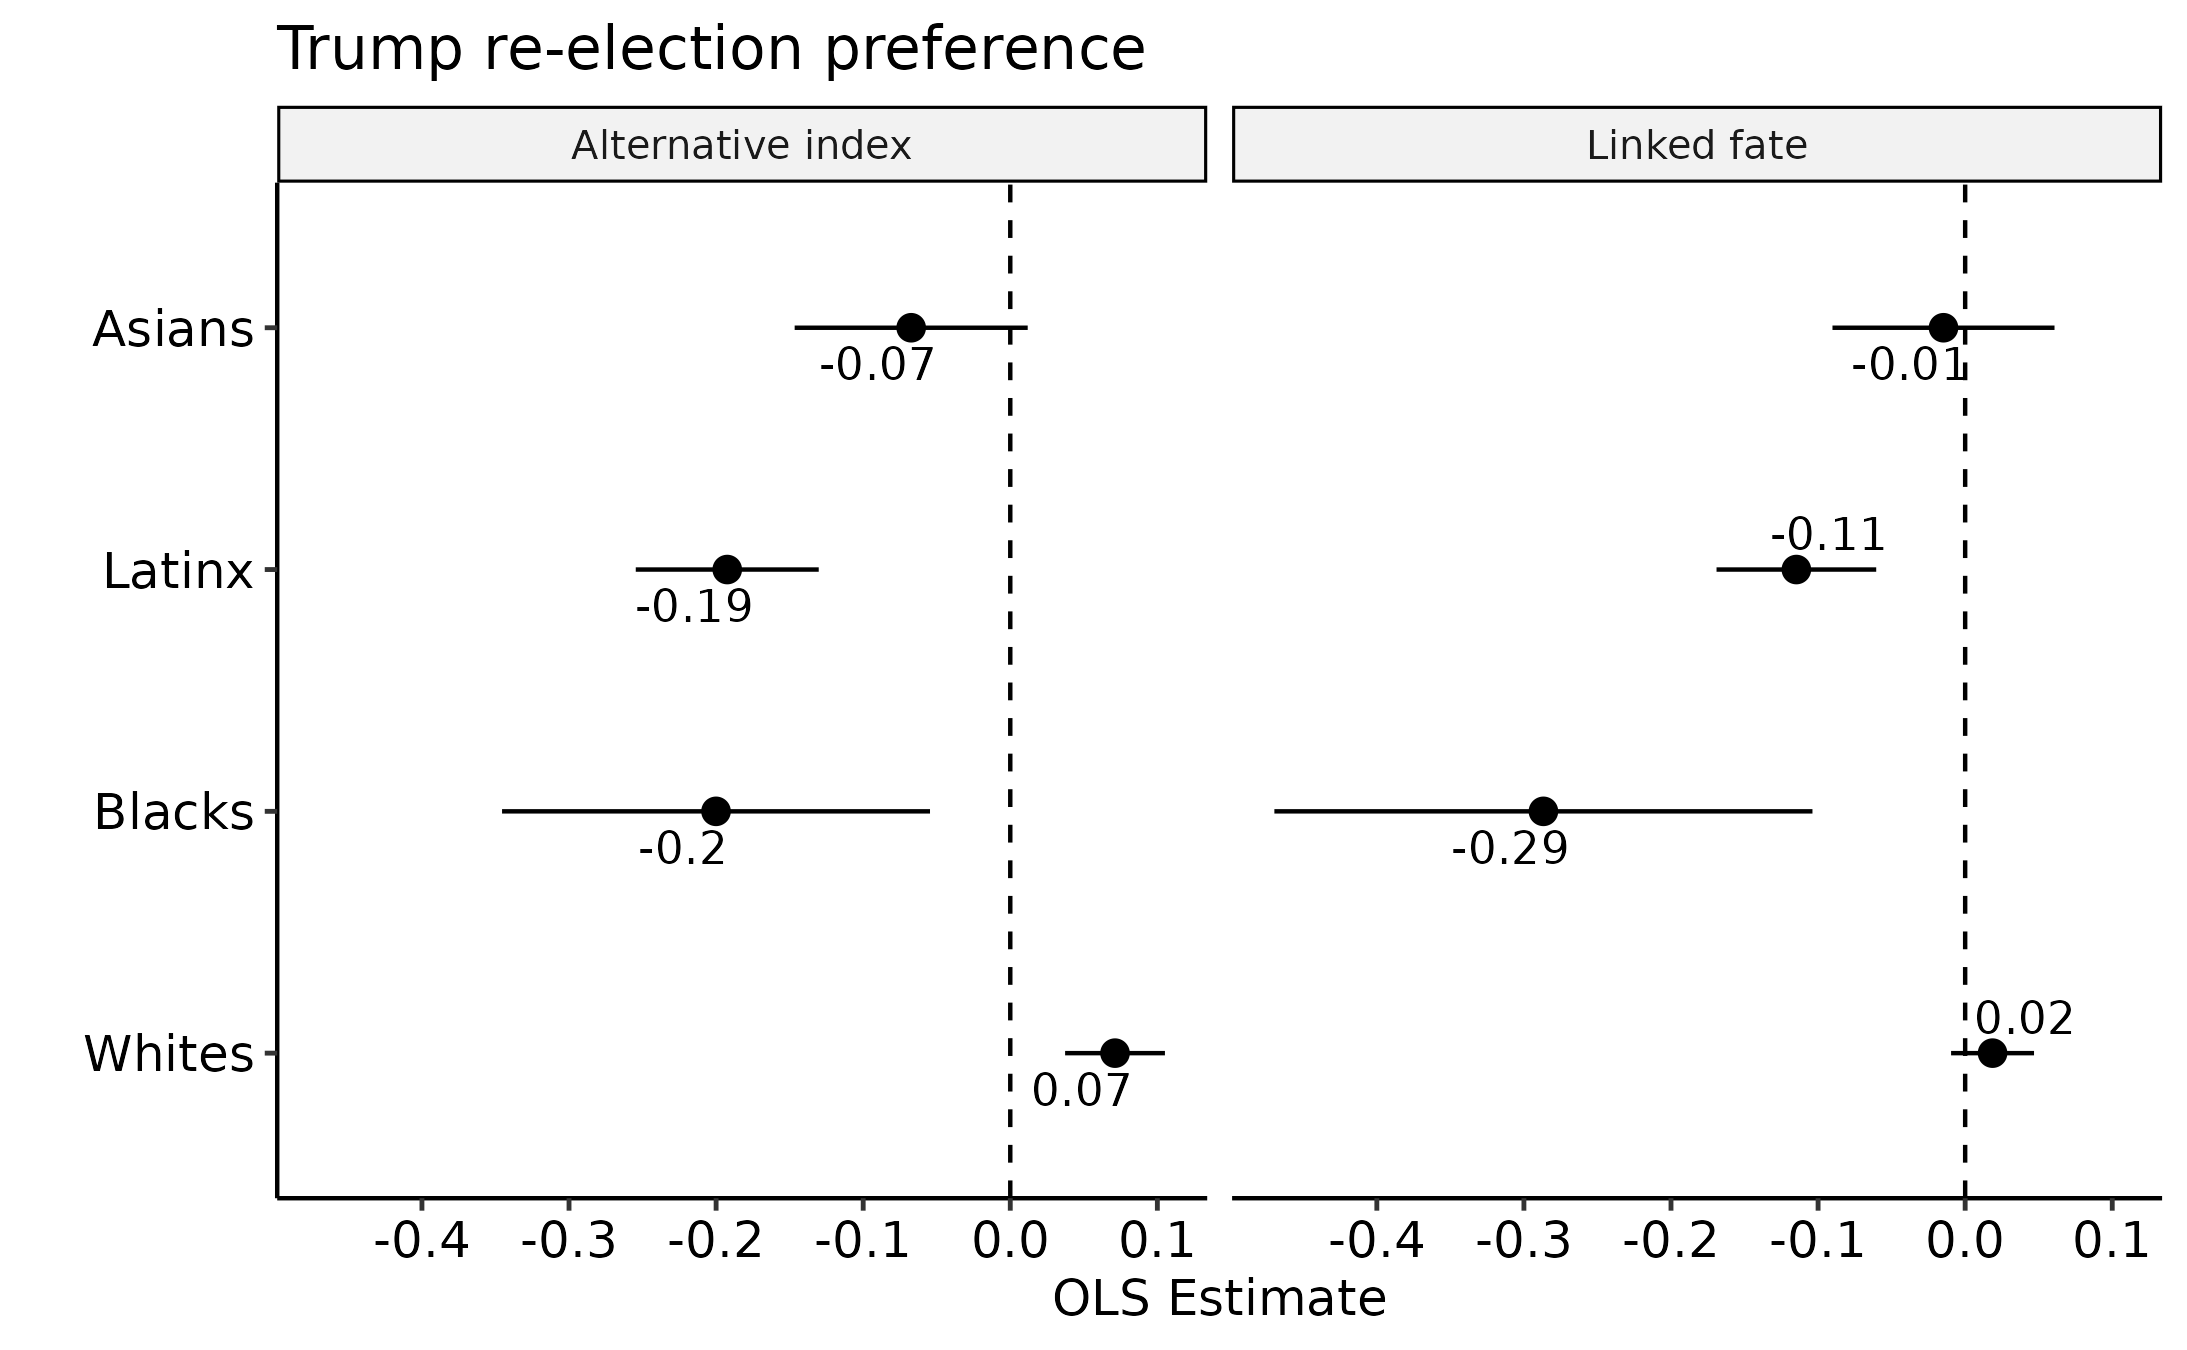 Trump re-election preference
Alternative index
Linked fate
Asians
-0.07
-0.01
Latinx
-0.11
-0.19
Blacks
-0.2
-0.29
Whites
0.02
0.07
-0.4 -0.3 -0.2 -0.1 0.0 0.1
-0.4 -0.3 -0.2 -0.1 0.0 0.1
OLS Estimate